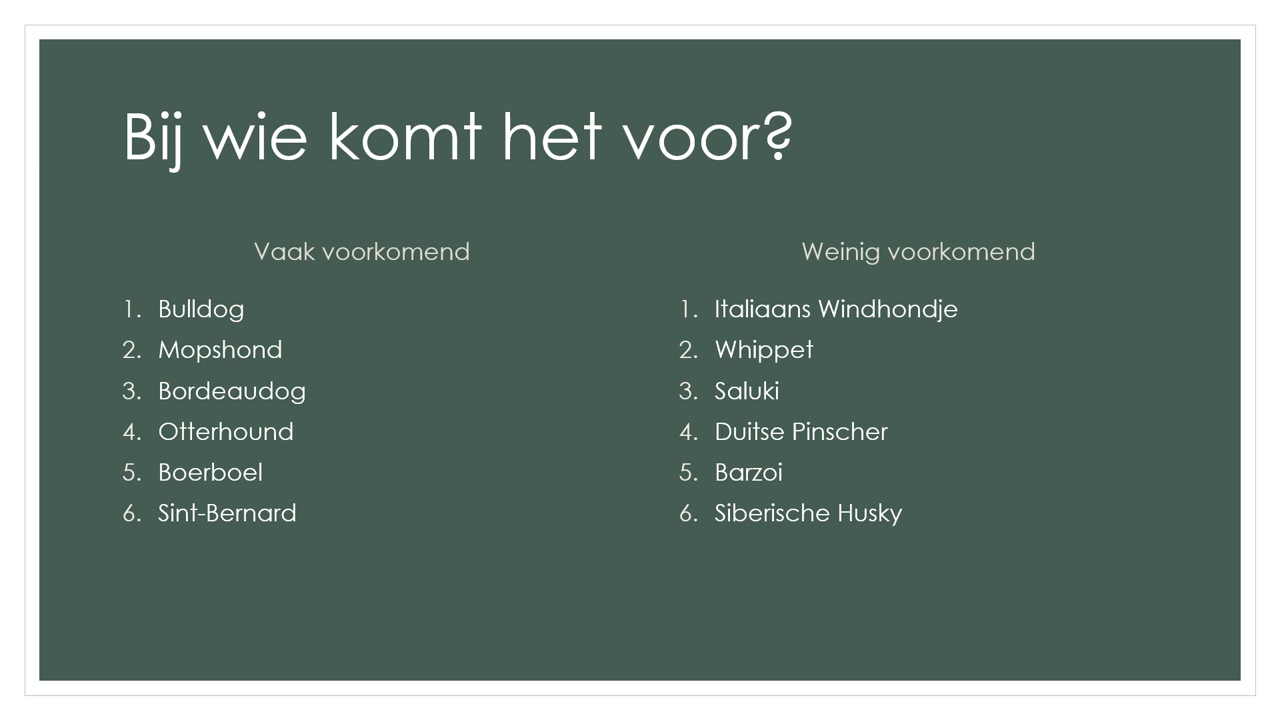 Bij wie komt het voor?
Vaak voorkomend
1. Bulldog
2. Mopshond
3. Bordeaudog
4. Otterhound
5. Boerboel
6. Sint-Bernard
Weinig voorkomend
1. Italiaans Windhondje
2. Whippet
3. Saluki
4. Duitse Pinscher
5. Barzoi
6. Siberische Husky